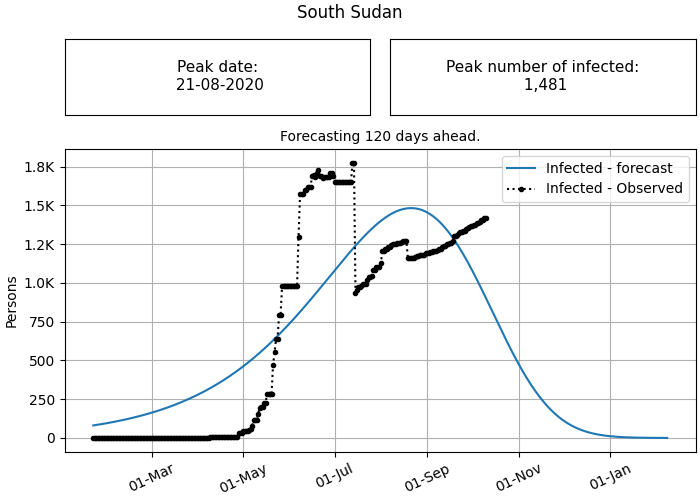 South Sudan
Peak date:
21-08-2020
Peak number of infected:
1,481
Forecasting 120 days ahead.
Infected - forecast
Infected - Observed
1.8K
1.5K
1.2K
1.0K
750
500
250
0
Persons
01-Mar
01-May
01-Jul
01-Sep
01-Nov
01-Jan